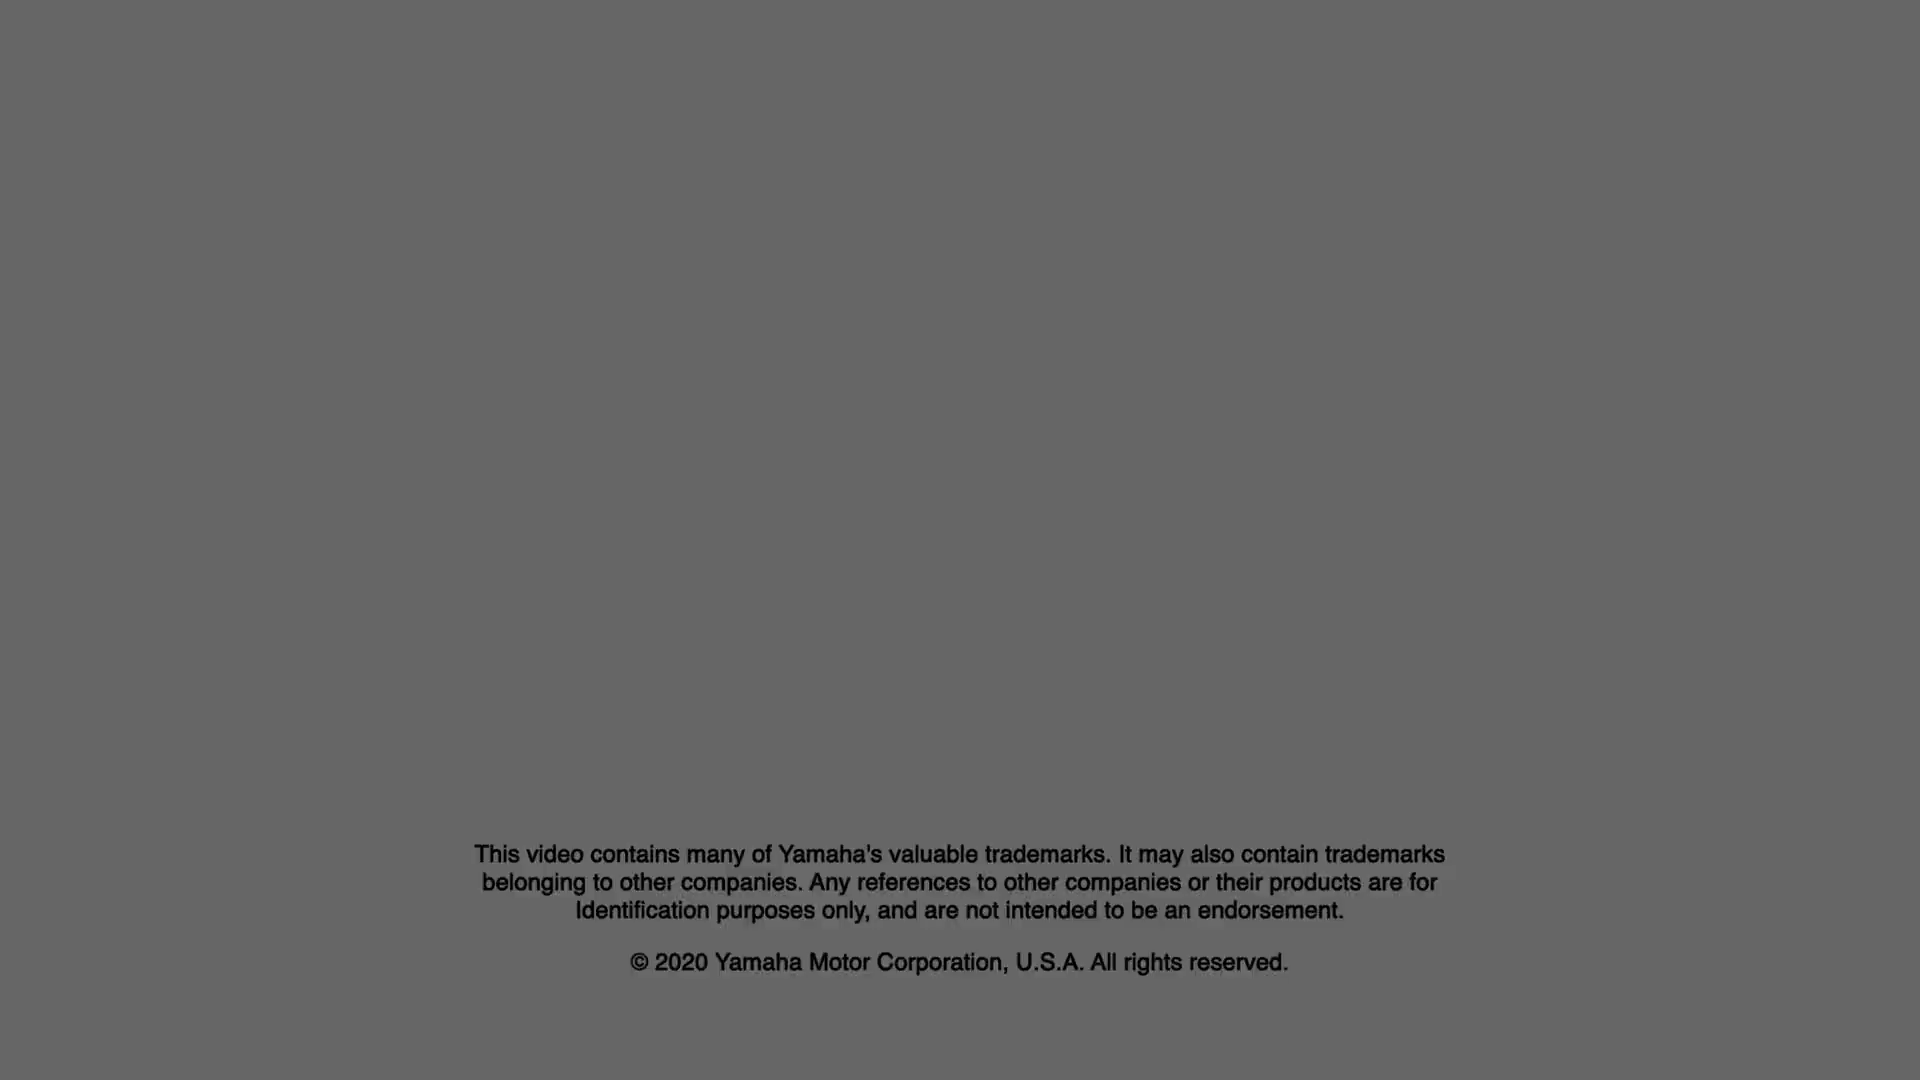 This video contains many of Yamaha's valuable trademarks. It may also contain trademarks
belonging to other companies. Any references to other companies or their products are for
Identification purposes only, and are not intended to be an endorsement.
© 2020 Yamaha Motor Corporation, U.S.A. All rights reserved.